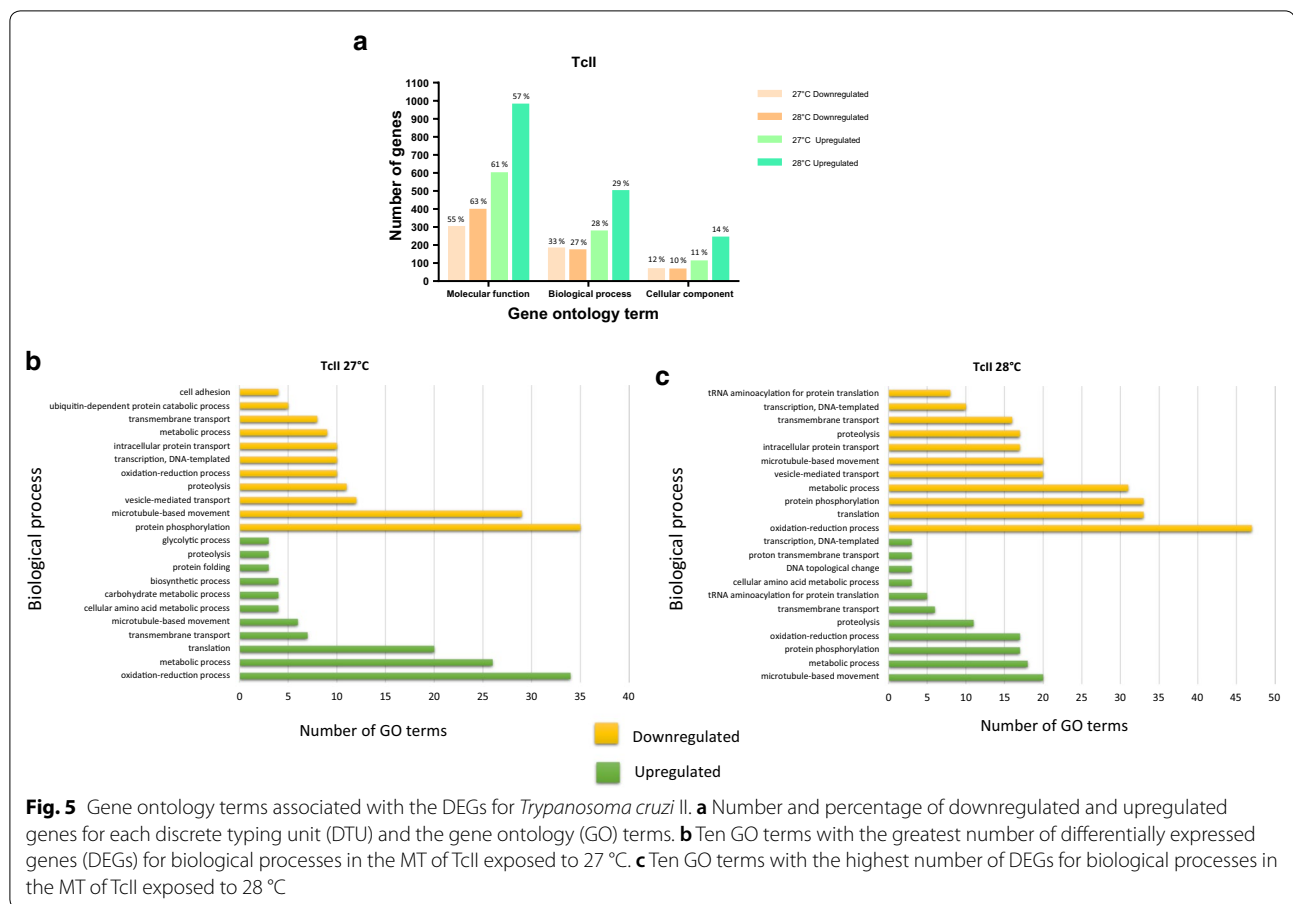 a
TcII
1100
1000
900
800
700
600
500
400
300
200
100
0
Number of genes
55 %
63 %
61 %
57 %
33 %
27 %
28 %
29 %
12 %
10 %
11 %
14 %
Molecular function
Biological process
Cellular component
Gene ontology term
27°C Downregulated
28°C Downregulated
27°C Upregulated
28°C Upregulated
b
TcII 27°C
Biological process
cell adhesion
ubiquitin-dependent protein catabolic process
transmembrane transport
metabolic process
intracellular protein transport
transcription, DNA-templated
oxidation-reduction process
proteolysis
vesicle-mediated transport
microtubule-based movement
protein phosphorylation
glycolytic process
proteolysis
protein folding
biosynthetic process
carbohydrate metabolic process
cellular amino acid metabolic process
microtubule-based movement
transmembrane transport
translation
metabolic process
oxidation-reduction process
0 5 10 15 20 25 30 35 40
Number of GO terms
c
TcII 28°C
Biological process
tRNA aminoacylation for protein translation
transcription, DNA-templated
transmembrane transport
proteolysis
intracellular protein transport
microtubule-based movement
vesicle-mediated transport
metabolic process
protein phosphorylation
translation
oxidation-reduction process
transcription, DNA-templated
proton transmembrane transport
DNA topological change
cellular amino acid metabolic process
tRNA aminoacylation for protein translation
transmembrane transport
proteolysis
oxidation-reduction process
protein phosphorylation
metabolic process
microtubule-based movement
0 5 10 15 20 25 30 35 40 45 50
Number of GO terms
Downregulated
Upregulated
Fig. 5 Gene ontology terms associated with the DEGs for Trypanosoma cruzi II. a Number and percentage of downregulated and upregulated
genes for each discrete typing unit (DTU) and the gene ontology (GO) terms. b Ten GO terms with the greatest number of differentially expressed
genes (DEGs) for biological processes in the MT of TcII exposed to 27 °C. c Ten GO terms with the highest number of DEGs for biological processes in
the MT of TcII exposed to 28 °C